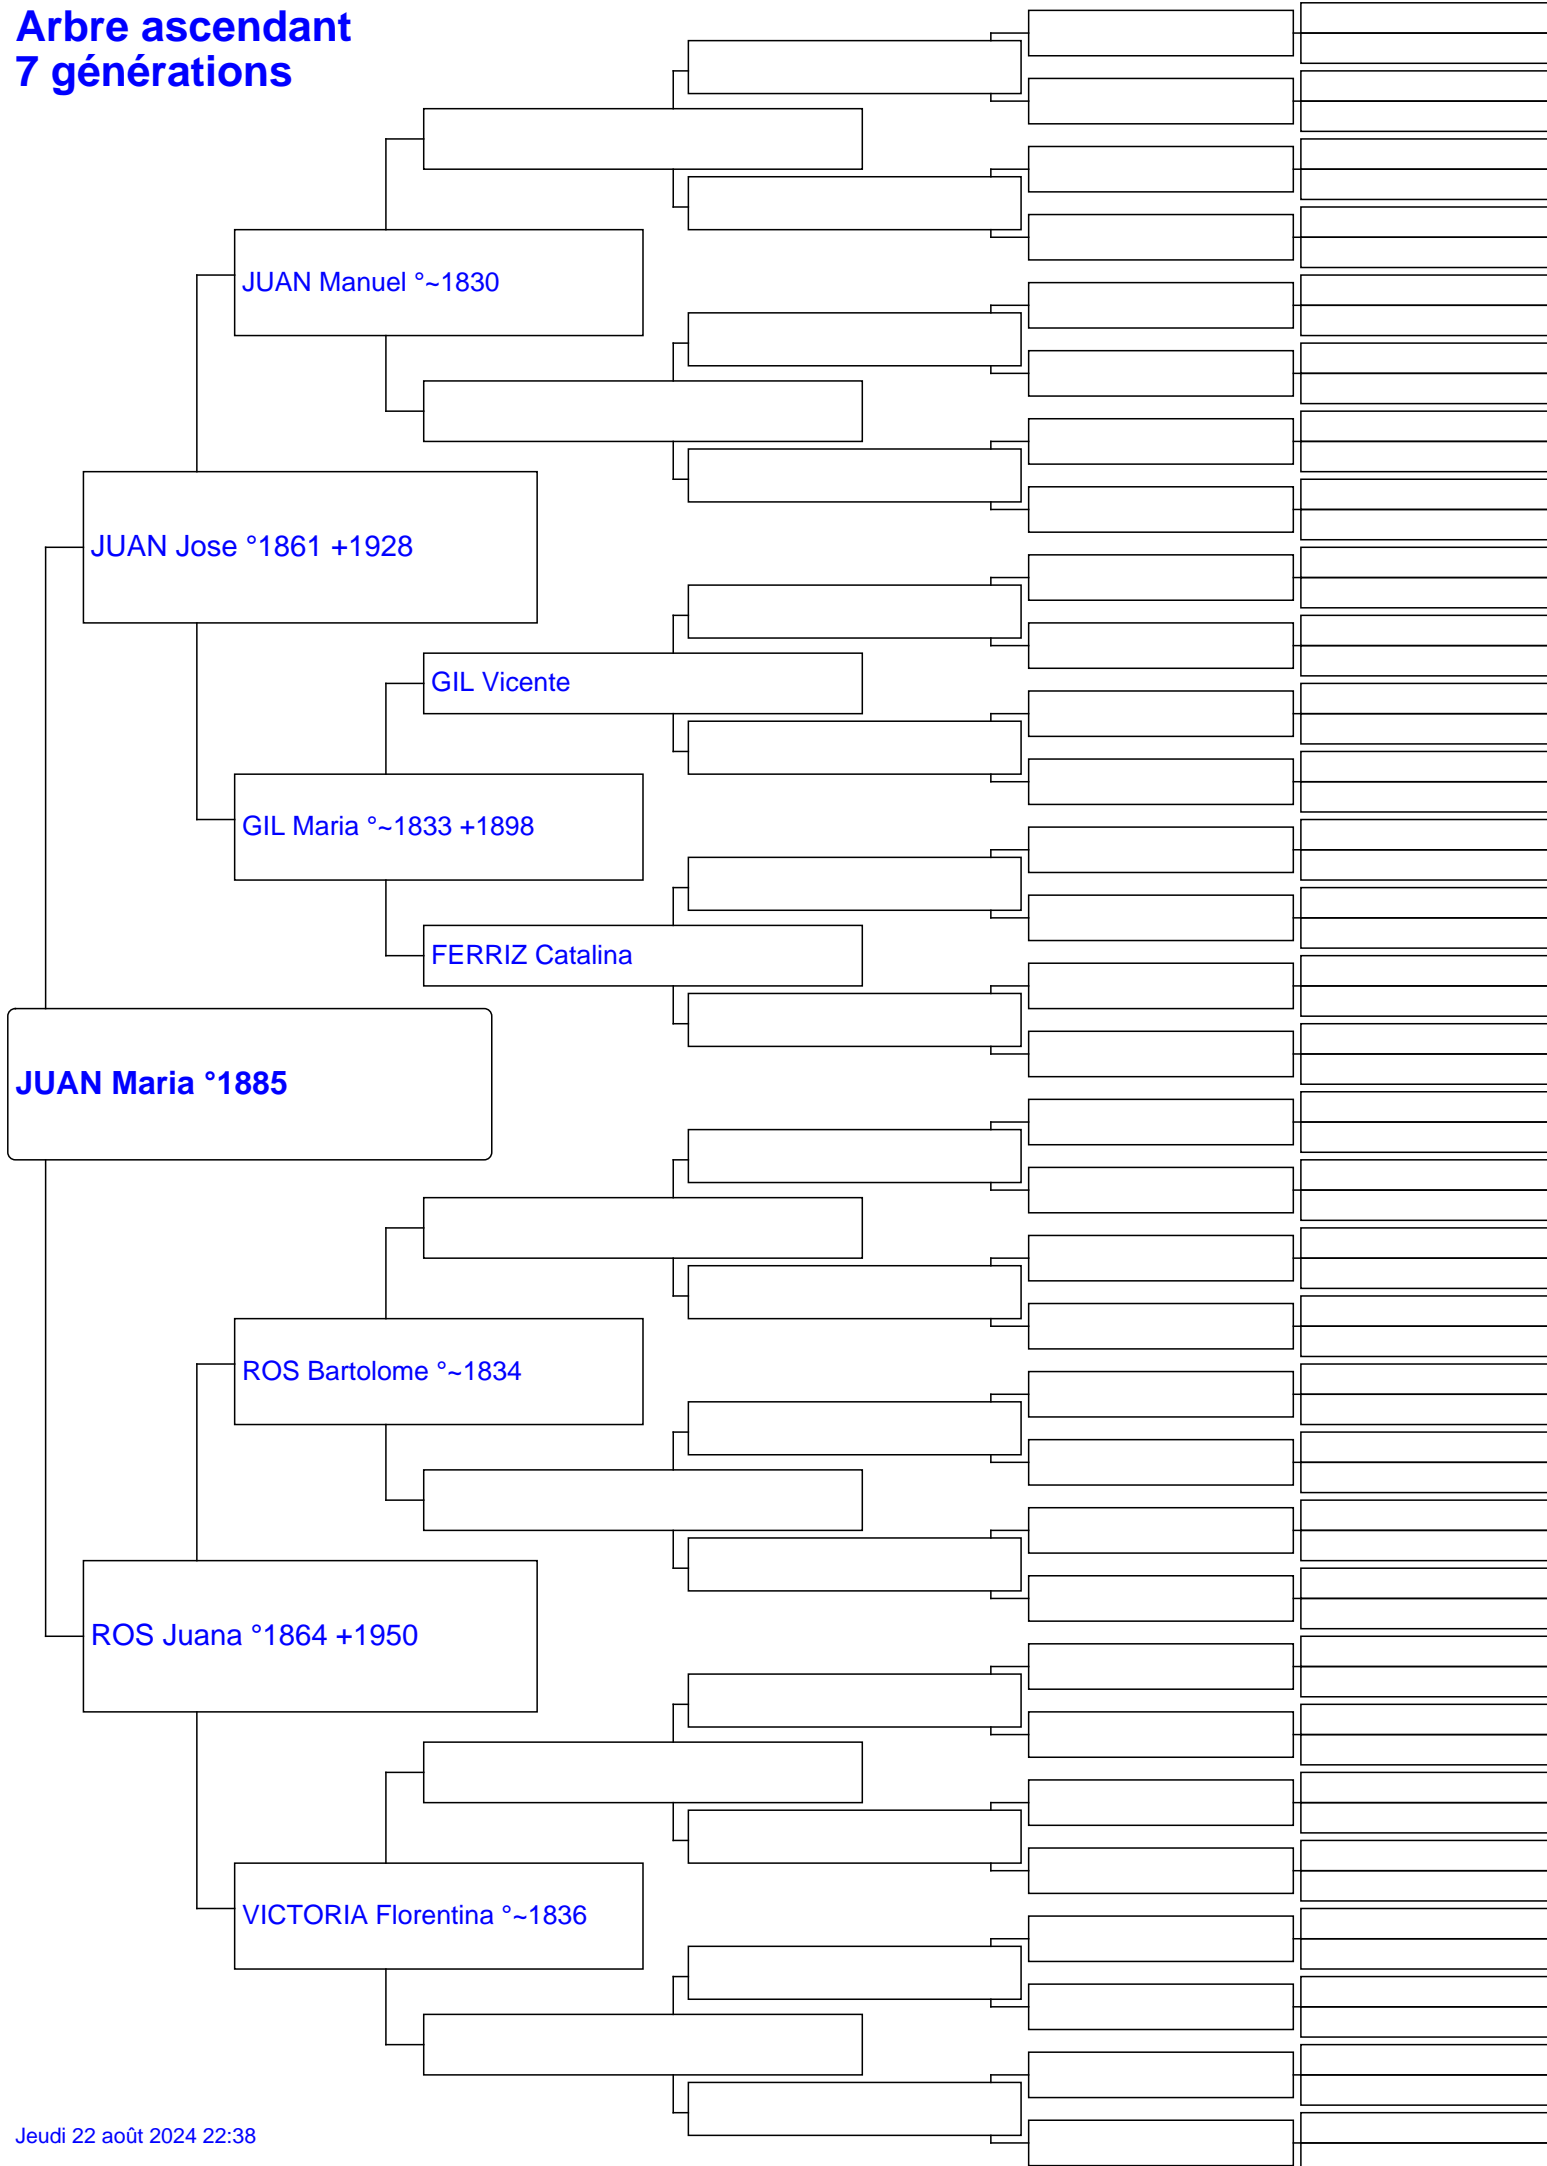 Arbre ascendant
7 générations
JUAN Manuel °~1830
JUAN Jose °1861 +1928
GIL Vicente
GIL Maria °~1833 +1898
FERRIZ Catalina
JUAN Maria °1885
ROS Bartolome °~1834
ROS Juana °1864 +1950
VICTORIA Florentina °~1836
Jeudi 22 août 2024 22:38